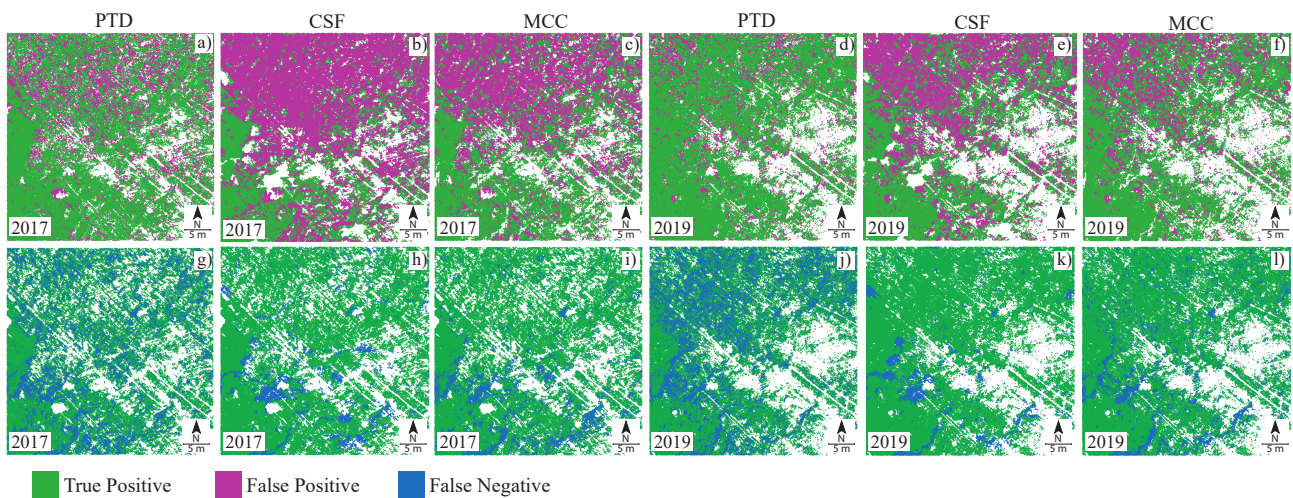 PTD CSF MCC PTD CSF MCC
a) b) c) d) e) f)
2017 N 5 m 2017 N 5 m 2017 N 5 m 2019 N 5 m 2019 N 5 m 2019 N 5 m
g) h) i) j) k) l)
2017 N 5 m 2017 N 5 m 2017 N 5 m 2019 N 5 m 2019 N 5 m 2019 N 5 m
True Positive False Positive False Negative